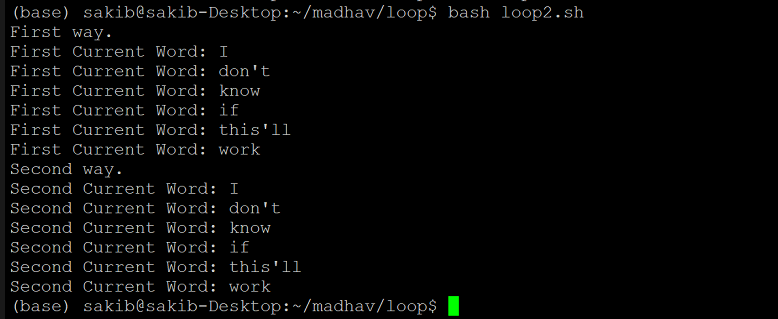 (base) sakib@sakib-Desktop:~/madhav/loop$ bash loop2.sh
First way.
First Current Word: I
First Current Word: don't
First Current Word: know
First Current Word: if
First Current Word: this'll
First Current Word: work
Second way.
Second Current Word: I
Second Current Word: don't
Second Current Word: know
Second Current Word: if
Second Current Word: this'll
Second Current Word: work
(base) sakib@sakib-Desktop:~/madhav/loop$